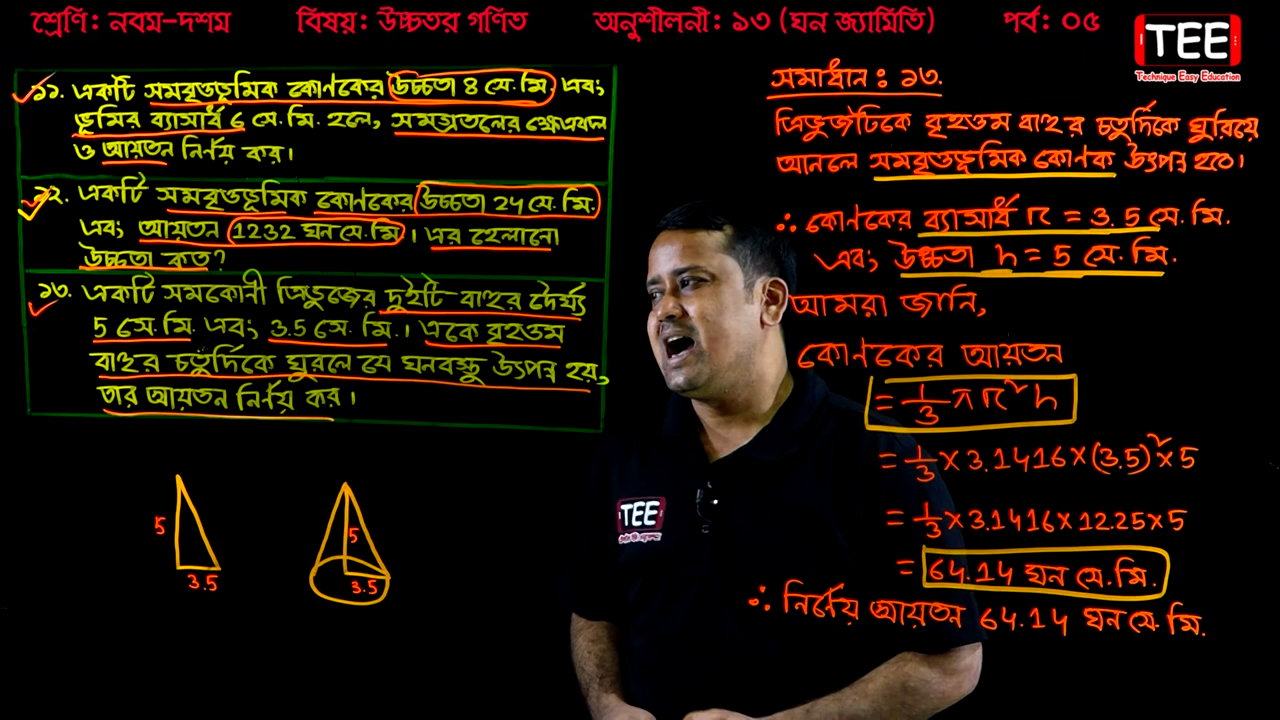 শ্রেণি: নবম-দশম
বিষয়: উচ্চতর গণিত
অনুশীলনী: ১৩ (ঘন জ্যামিতি)
পর্ব: ০৫
TEE
Technique Easy Education
১১. একটি সমবৃত্তভূমিক কোণকের উচ্চতা ৪ সে.মি. এবং
ভূমির ব্যাসার্ধ ৬ সে.মি. হলে, সমগ্রতলের ক্ষেত্রফল
ও আয়তন নির্ণয় কর।
১২. একটি সমবৃত্তভূমিক কোণকের উচ্চতা 24 সে.মি.
এবং আয়তন 1232 ঘন সে.মি। এর হেলানো
উচ্চতা কত?
১৩. একটি সমকোনী ত্রিভুজের দুইটি বাহুর দৈর্ঘ্য
5 সে.মি. এবং 3.5 সে.মি.। একে বৃহত্তম
বাহুর চতুর্দিকে ঘুরলে যে ঘনবস্তু উৎপন্ন হয়,
তার আয়তন নির্ণয় কর।
5
3.5
5
3.5
সমাধান : ১৩.
ত্রিভুজটিকে বৃহত্তম বাহুর চতুর্দিকে ঘুরিয়ে
আনলে সমবৃত্তভূমিক কোণক উৎপন্ন হবে।
∴ কোণকের ব্যাসার্ধ r = 3.5 সে.মি.
এবং উচ্চতা h = 5 সে.মি.
আমরা জানি,
কোণকের আয়তন
= 1/3 π r² h
= 1/3 × 3.1416 × (3.5)² × 5
= 1/3 × 3.1416 × 12.25 × 5
= 64.14 ঘন সে.মি.
∴ নির্ণেয় আয়তন 64.14 ঘন সে.মি.
TEE